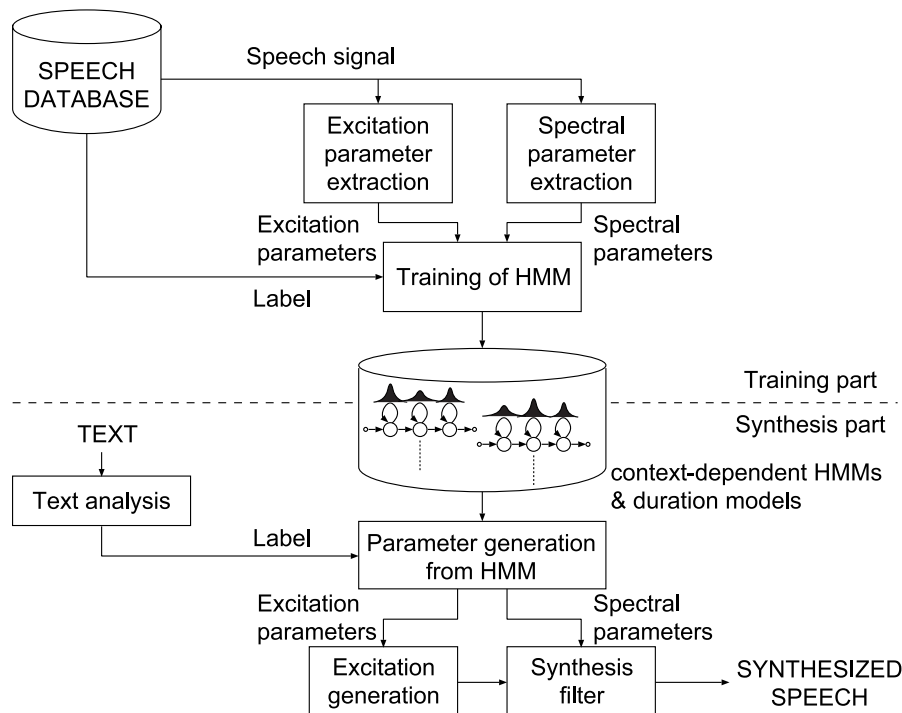 Speech signal
SPEECH
DATABASE
Excitation
parameter
extraction
Spectral
parameter
extraction
Excitation
parameters
Spectral
parameters
Training of HMM
Label
Training part
Synthesis part
TEXT
context-dependent HMMs
& duration models
Text analysis
Label
Parameter generation
from HMM
Excitation
parameters
Spectral
parameters
Excitation
generation
Synthesis
filter
SYNTHESIZED
SPEECH